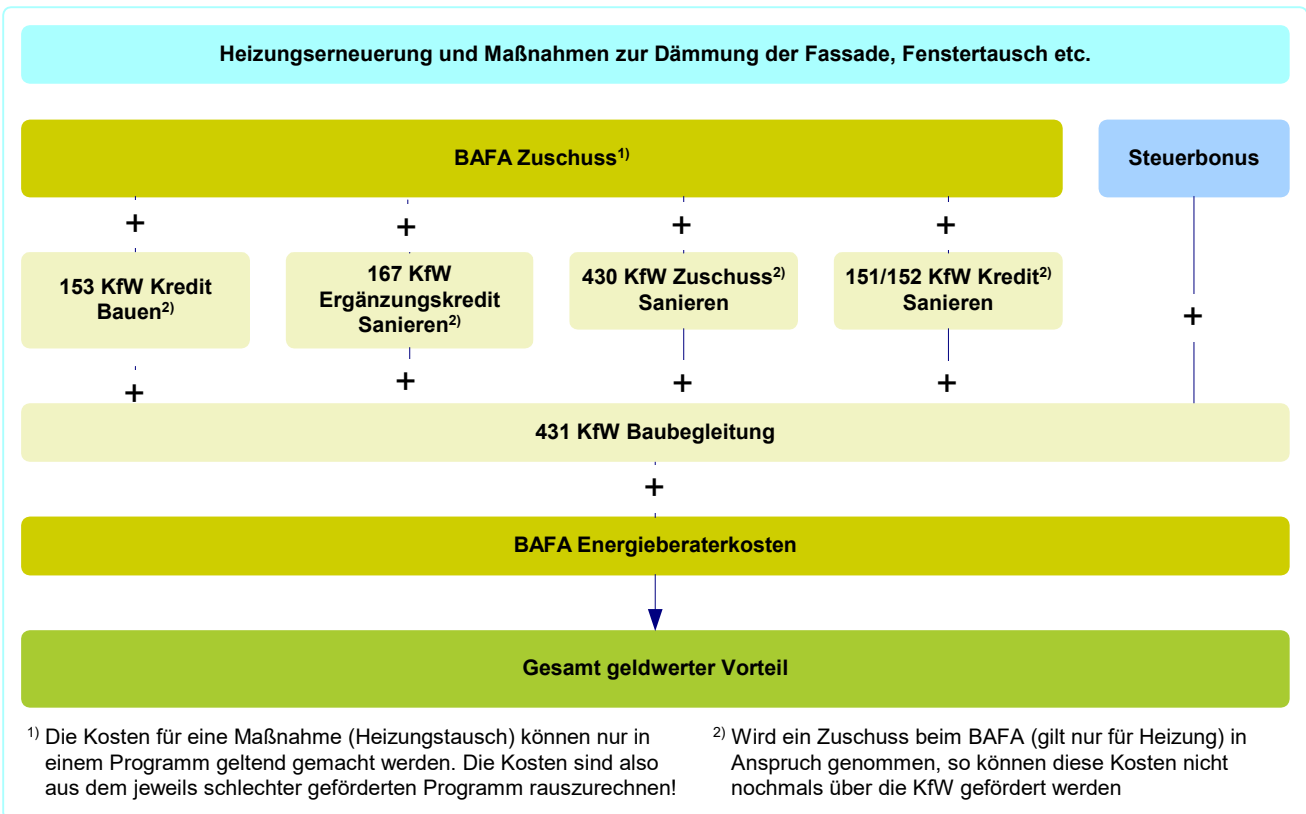 Heizungserneuerung und Maßnahmen zur Dämmung der Fassade, Fenstertausch etc.
BAFA Zuschuss1)
Steuerbonus
+ + + +
153 KfW Kredit
Bauen2)
167 KfW
Ergänzungskredit
Sanieren2)
430 KfW Zuschuss2)
Sanieren
151/152 KfW Kredit2)
Sanieren
+
+ + + +
431 KfW Baubegleitung
+
BAFA Energieberaterkosten
Gesamt geldwerter Vorteil
1) Die Kosten für eine Maßnahme (Heizungstausch) können nur in
einem Programm geltend gemacht werden. Die Kosten sind also
aus dem jeweils schlechter geförderten Programm rauszurechnen!
2) Wird ein Zuschuss beim BAFA (gilt nur für Heizung) in
Anspruch genommen, so können diese Kosten nicht
nochmals über die KfW gefördert werden